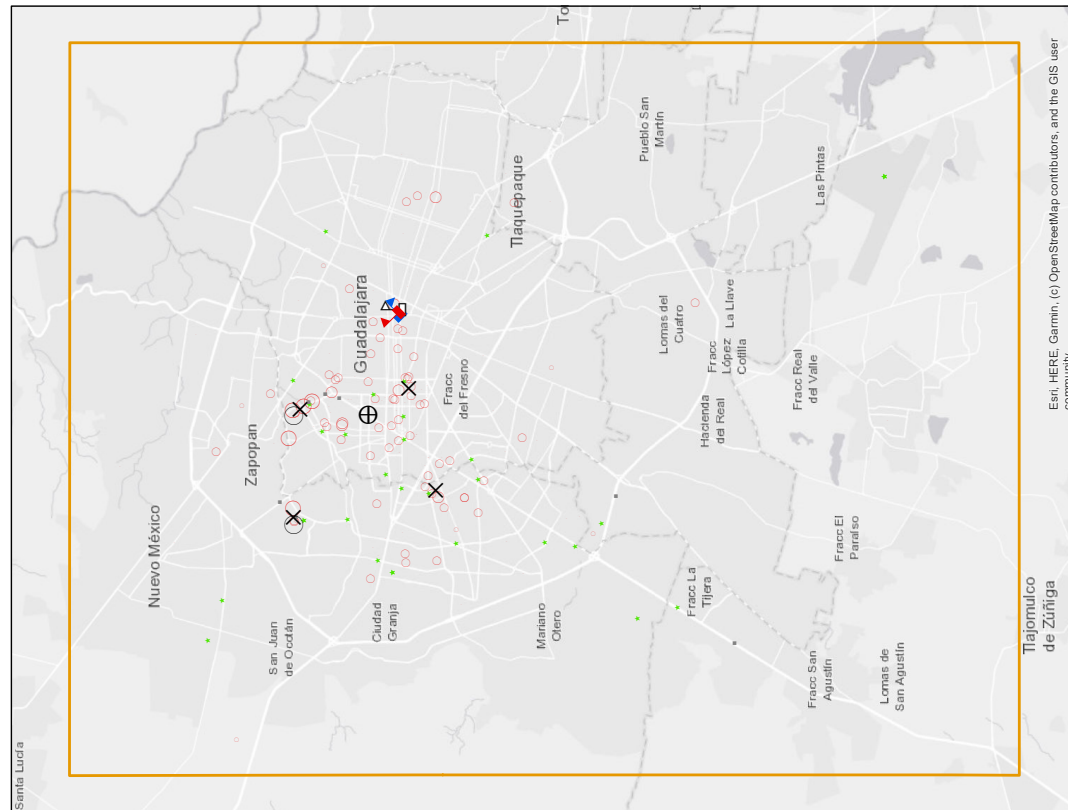 Santa Lucía
Nuevo México
Zapopan
San Juan
de Ocotán
Guadalajara
Ciudad
Granja
Fracc
del Fresno
Tlaquepaque
Mariano
Otero
To
Pueblo San
Martín
Lomas del
Cuatro
Fracc La
Tijera
Fracc
López
Cotilla
La Llave
Hacienda
del Real
Las Pintas
Fracc Real
del Valle
Fracc El
Paraíso
Fracc San
Agustín
Lomas de
San Agustín
Tlajomulco
de Zúñiga
Esri, HERE, Garmin, (c) OpenStreetMap contributors, and the GIS user
community